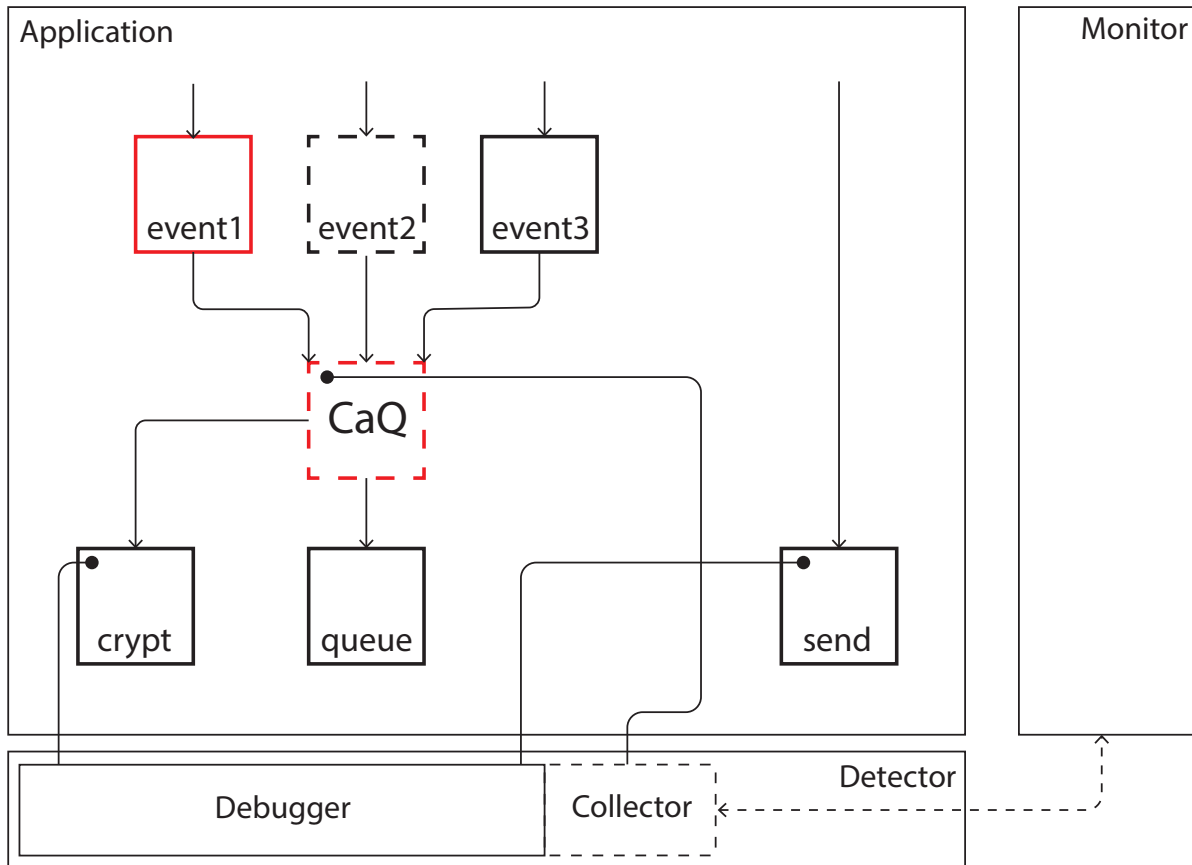 Application
Monitor
event1
event2
event3
CaQ
crypt
queue
send
Detector
Debugger
Collector